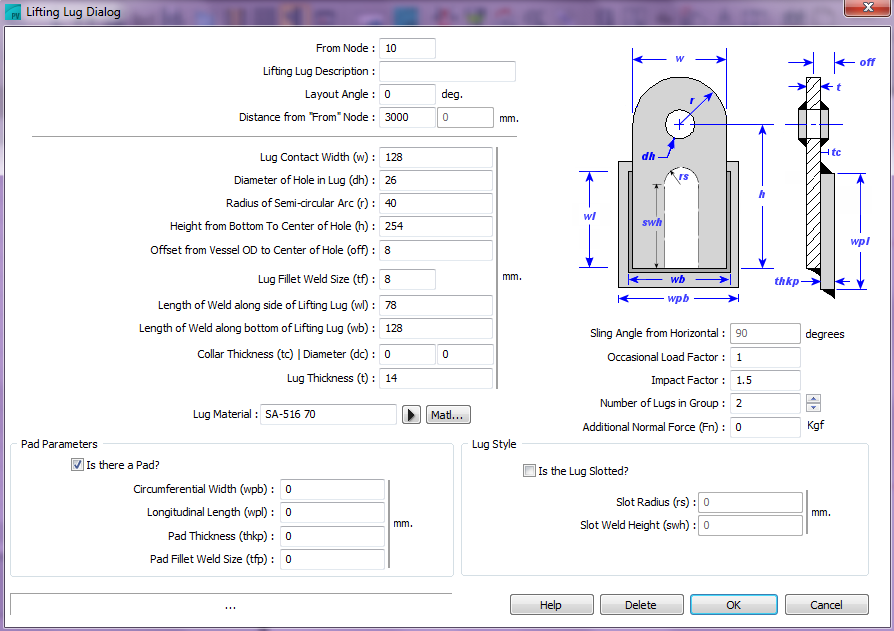 PV Lifting Lug Dialog
From Node : 10
Lifting Lug Description :
Layout Angle : 0 deg.
Distance from "From" Node : 3000 0 mm.
Lug Contact Width (w) : 128
Diameter of Hole in Lug (dh) : 26
Radius of Semi-circular Arc (r) : 40
Height from Bottom To Center of Hole (h) : 254
Offset from Vessel OD to Center of Hole (off) : 8
Lug Fillet Weld Size (tf) : 8
mm.
Length of Weld along side of Lifting Lug (wl) : 78
Length of Weld along bottom of Lifting Lug (wb) : 128
Collar Thickness (tc) | Diameter (dc) : 0 0
Lug Thickness (t) : 14
Lug Material : SA-516 70 Matl...
w
off
t
r
dh
tc
rs
h
wl
swh
wpl
wb
thkp
wpb
Sling Angle from Horizontal : 90 degrees
Occasional Load Factor : 1
Impact Factor : 1.5
Number of Lugs in Group : 2
Additional Normal Force (Fn) : 0 Kgf
Pad Parameters
Is there a Pad?
Circumferential Width (wpb) : 0
Longitudinal Length (wpl) : 0
mm.
Pad Thickness (thkp) : 0
Pad Fillet Weld Size (tfp) : 0
Lug Style
Is the Lug Slotted?
Slot Radius (rs) : 0
mm.
Slot Weld Height (swh) : 0
...
Help Delete OK Cancel